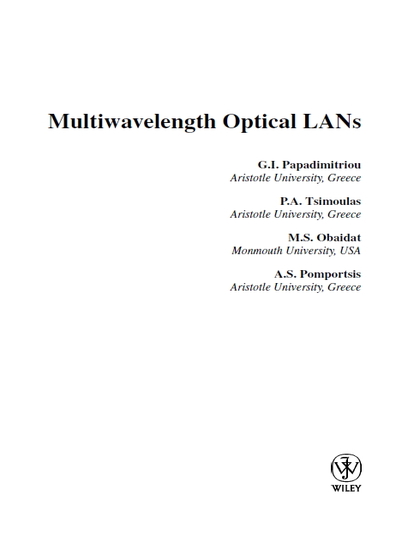 Multiwavelength Optical LANs
G.I. Papadimitriou
Aristotle University, Greece
P.A. Tsimoulas
Aristotle University, Greece
M.S. Obaidat
Monmouth University, USA
A.S. Pomportsis
Aristotle University, Greece
WILEY